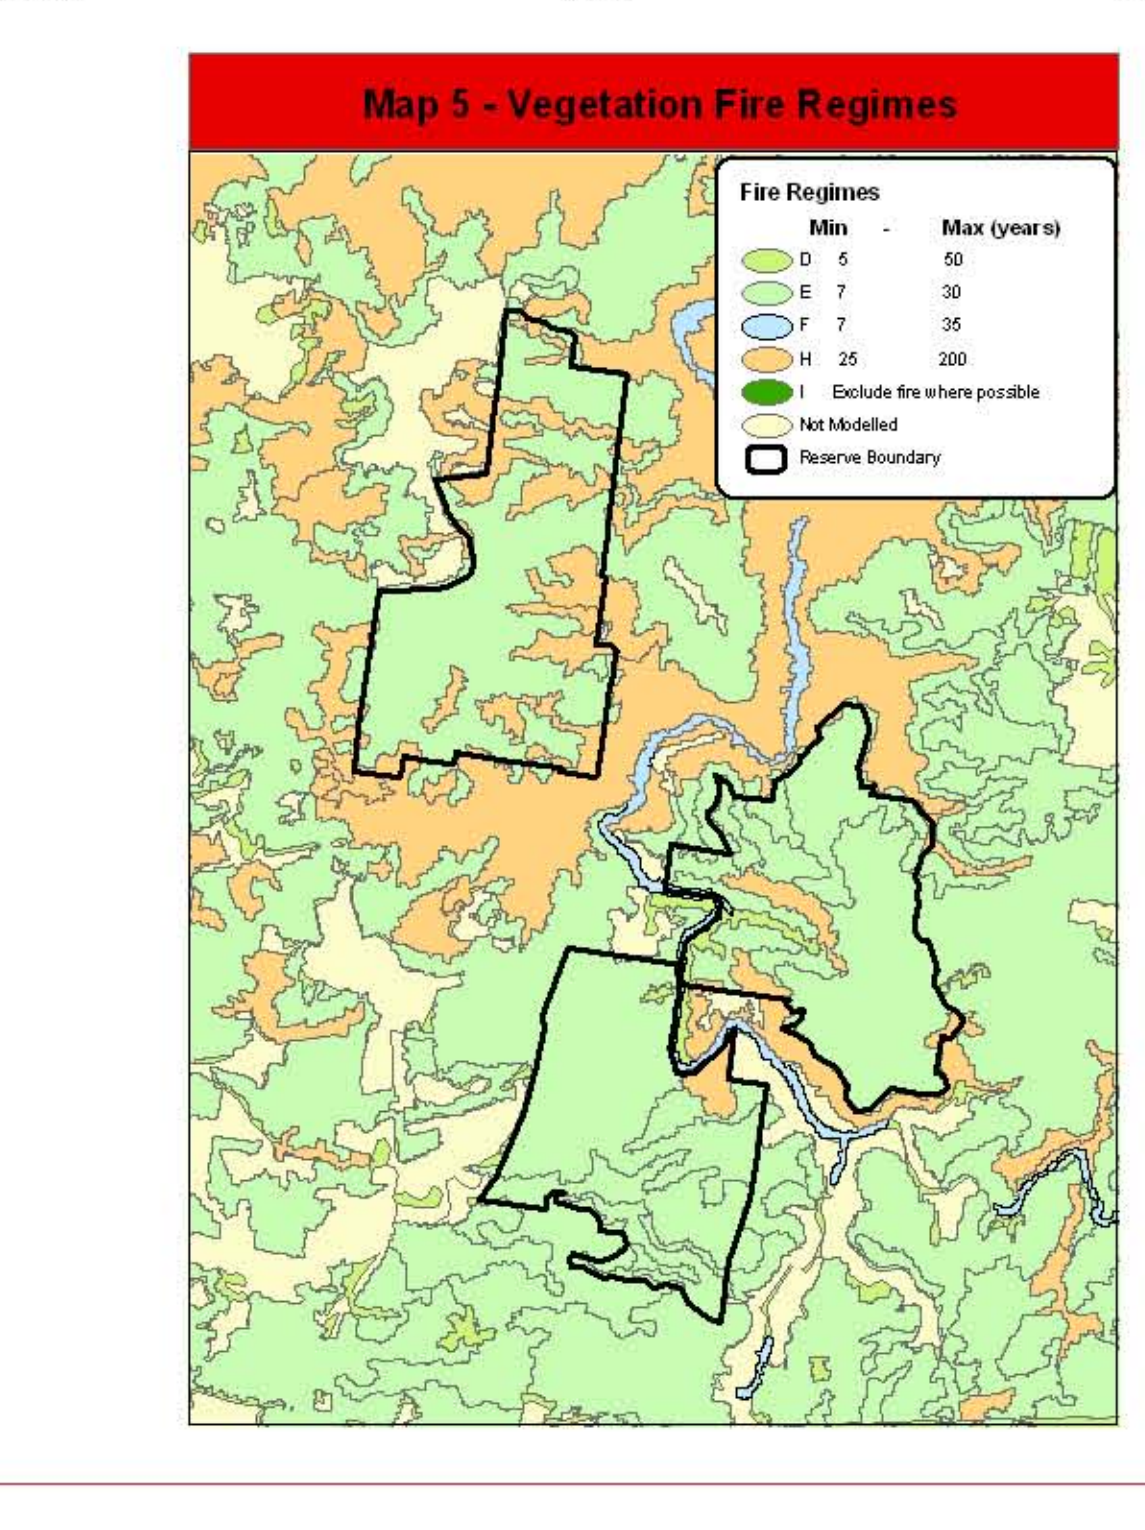 Map 5 - Vegetation Fire Regimes
Fire Regimes
Min - Max (years)
D 5 50
E 7 30
F 7 35
H 25 200
I Exclude fire where possible
Not Modelled
Reserve Boundary